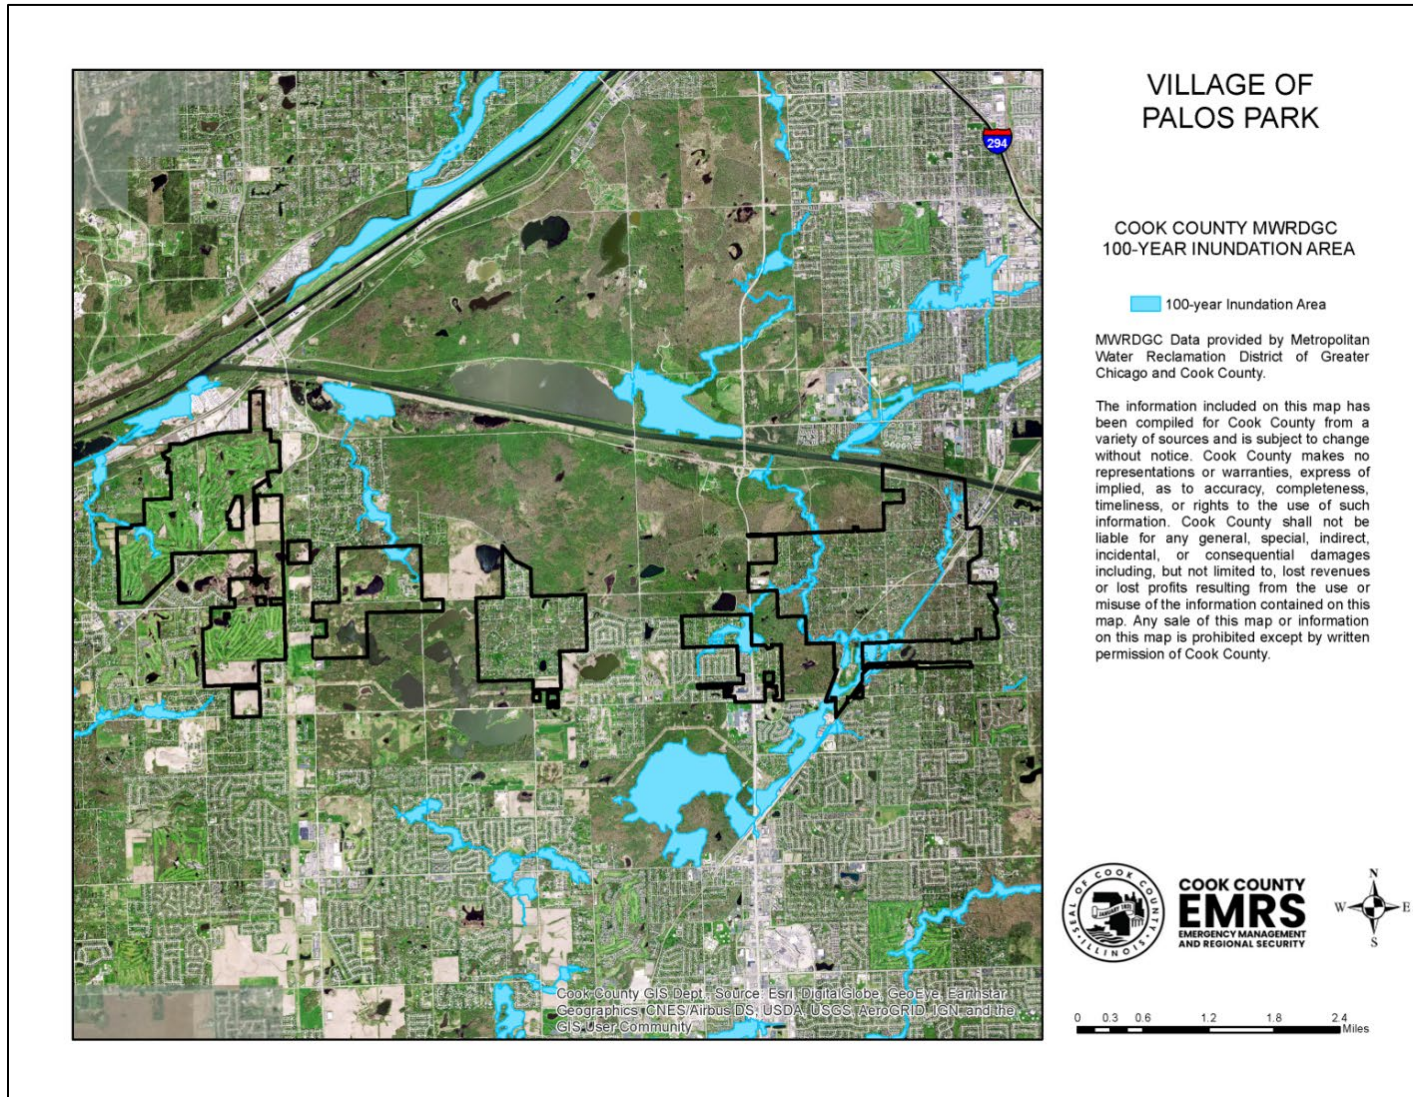 VILLAGE OF
PALOS PARK
294
COOK COUNTY MWRDGC
100-YEAR INUNDATION AREA
100-year Inundation Area
MWRDGC Data provided by Metropolitan
Water Reclamation District of Greater
Chicago and Cook County.
The information included on this map has
been compiled for Cook County from a
variety of sources and is subject to change
without notice. Cook County makes no
representations or warranties, express of
implied, as to accuracy, completeness,
timeliness, or rights to the use of such
information. Cook County shall not be
liable for any general, special, indirect,
incidental, or consequential damages
including, but not limited to, lost revenues
or lost profits resulting from the use or
misuse of the information contained on this
map. Any sale of this map or information
on this map is prohibited except by written
permission of Cook County.
SEAL OF COOK COUNTY
JANUARY 1831
ILLINOIS
COOK COUNTY
EMRS
EMERGENCY MANAGEMENT
AND REGIONAL SECURITY
N
W E
S
Cook County GIS Dept., Source: Esri, DigitalGlobe, GeoEye, Earthstar
Geographics, CNES/Airbus DS, USDA, USGS, AeroGRID, IGN, and the
GIS User Community
0 0.3 0.6 1.2 1.8 2.4
Miles